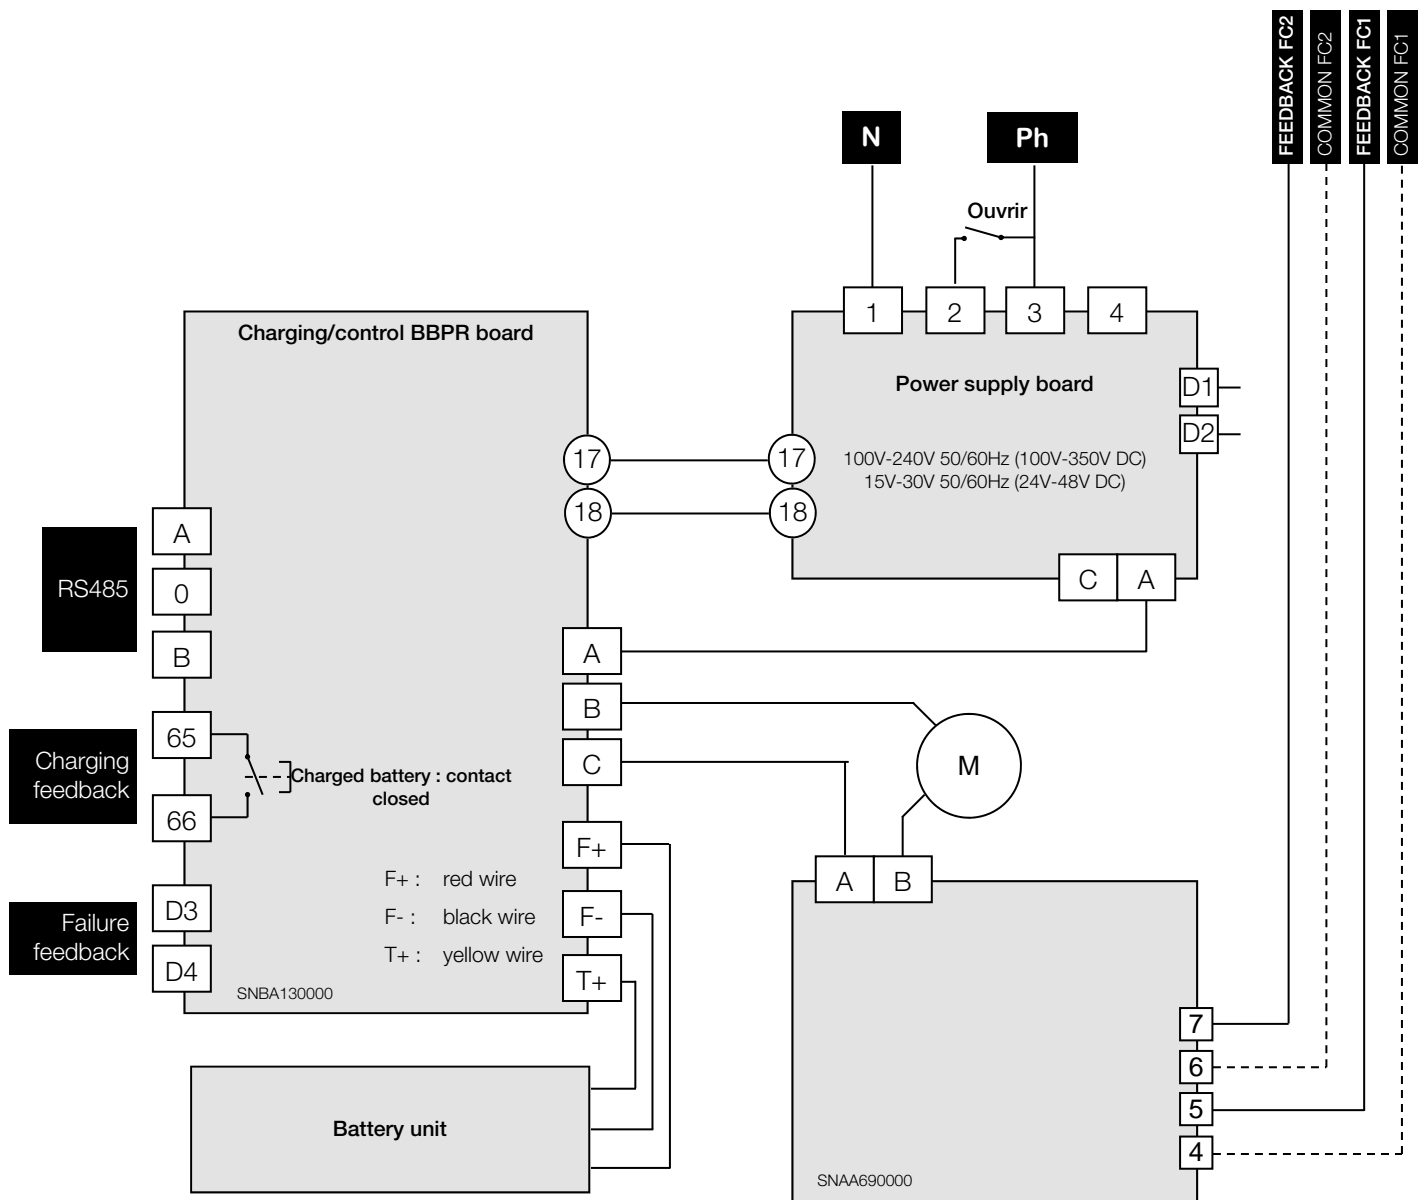 FEEDBACK FC2
COMMON FC2
FEEDBACK FC1
COMMON FC1
N
Ph
Ouvrir
1
2
3
4
Power supply board
D1
D2
100V-240V 50/60Hz (100V-350V DC)
15V-30V 50/60Hz (24V-48V DC)
17
18
C
A
Charging/control BBPR board
17
18
RS485
A
0
B
A
B
C
Charging
feedback
65
66
Charged battery : contact
closed
F+
F-
T+
F+ : red wire
F- : black wire
T+ : yellow wire
Failure
feedback
D3
D4
SNBA130000
M
A
B
7
6
5
4
SNAA690000
Battery unit